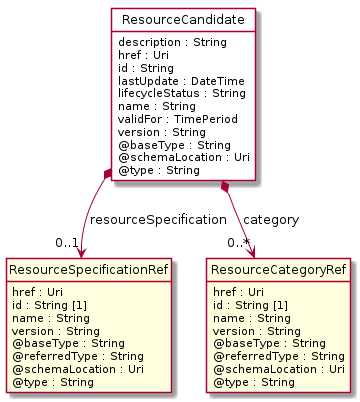 ResourceCandidate
description : String
href : Uri
id : String
lastUpdate : DateTime
lifecycleStatus : String
name : String
validFor : TimePeriod
version : String
@baseType : String
@schemaLocation : Uri
@type : String
resourceSpecification
category
0..1
0..*
ResourceSpecificationRef
href : Uri
id : String [1]
name : String
version : String
@baseType : String
@referredType : String
@schemaLocation : Uri
@type : String
ResourceCategoryRef
href : Uri
id : String [1]
name : String
version : String
@baseType : String
@referredType : String
@schemaLocation : Uri
@type : String